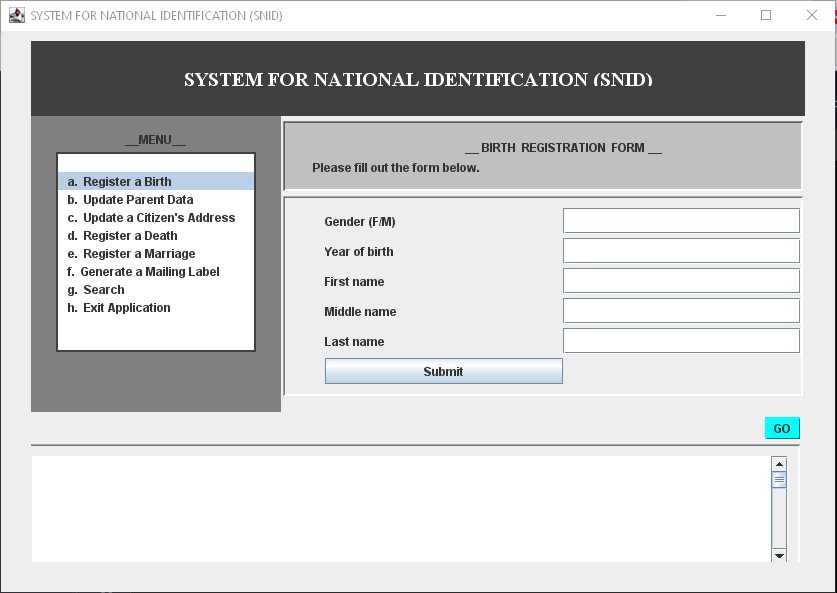 SYSTEM FOR NATIONAL IDENTIFICATION (SNID)
SYSTEM FOR NATIONAL IDENTIFICATION (SNID)
__MENU__
a. Register a Birth
b. Update Parent Data
c. Update a Citizen's Address
d. Register a Death
e. Register a Marriage
f. Generate a Mailing Label
g. Search
h. Exit Application
__ BIRTH REGISTRATION FORM __
Please fill out the form below.
Gender (F/M)
Year of birth
First name
Middle name
Last name
Submit
GO